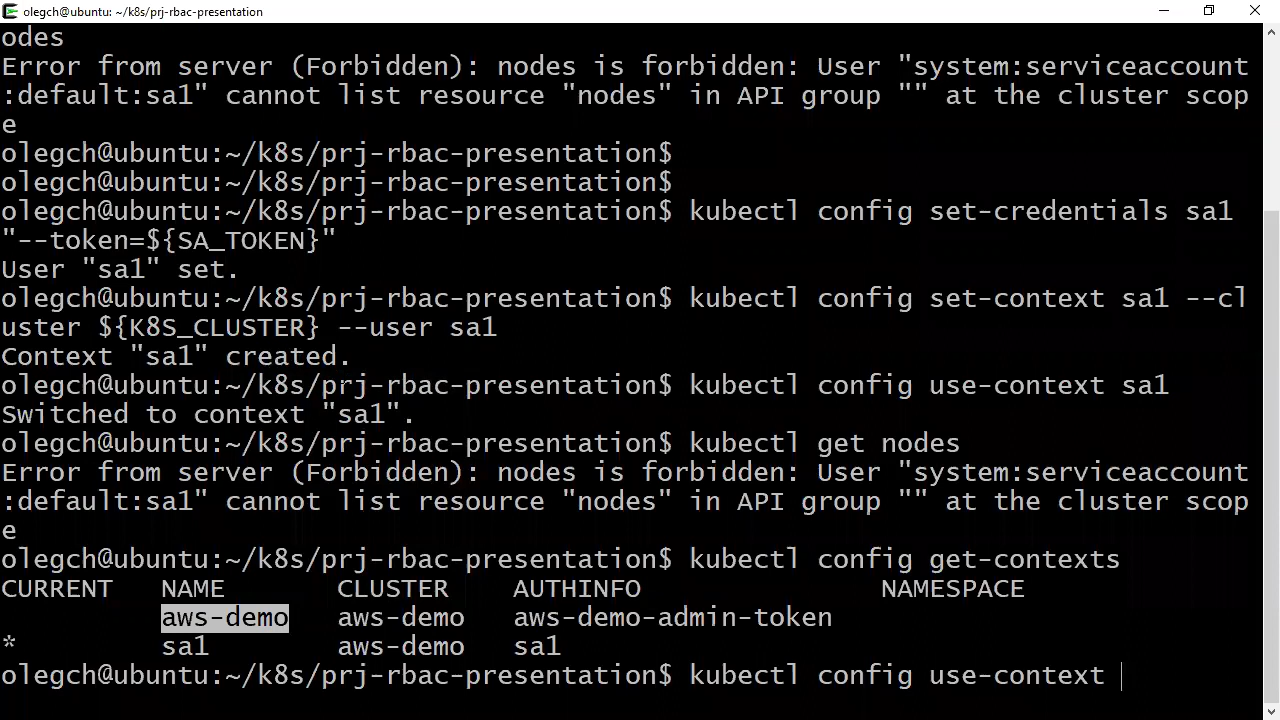 olegch@ubuntu: ~/k8s/prj-rbac-presentation
odes
Error from server (Forbidden): nodes is forbidden: User "system:serviceaccount
:default:sa1" cannot list resource "nodes" in API group "" at the cluster scop
e
olegch@ubuntu:~/k8s/prj-rbac-presentation$
olegch@ubuntu:~/k8s/prj-rbac-presentation$
olegch@ubuntu:~/k8s/prj-rbac-presentation$ kubectl config set-credentials sa1
"--token=${SA_TOKEN}"
User "sa1" set.
olegch@ubuntu:~/k8s/prj-rbac-presentation$ kubectl config set-context sa1 --cl
uster ${K8S_CLUSTER} --user sa1
Context "sa1" created.
olegch@ubuntu:~/k8s/prj-rbac-presentation$ kubectl config use-context sa1
Switched to context "sa1".
olegch@ubuntu:~/k8s/prj-rbac-presentation$ kubectl get nodes
Error from server (Forbidden): nodes is forbidden: User "system:serviceaccount
:default:sa1" cannot list resource "nodes" in API group "" at the cluster scop
e
olegch@ubuntu:~/k8s/prj-rbac-presentation$ kubectl config get-contexts
CURRENT   NAME       CLUSTER    AUTHINFO               NAMESPACE
          aws-demo   aws-demo   aws-demo-admin-token
*         sa1        aws-demo   sa1
olegch@ubuntu:~/k8s/prj-rbac-presentation$ kubectl config use-context